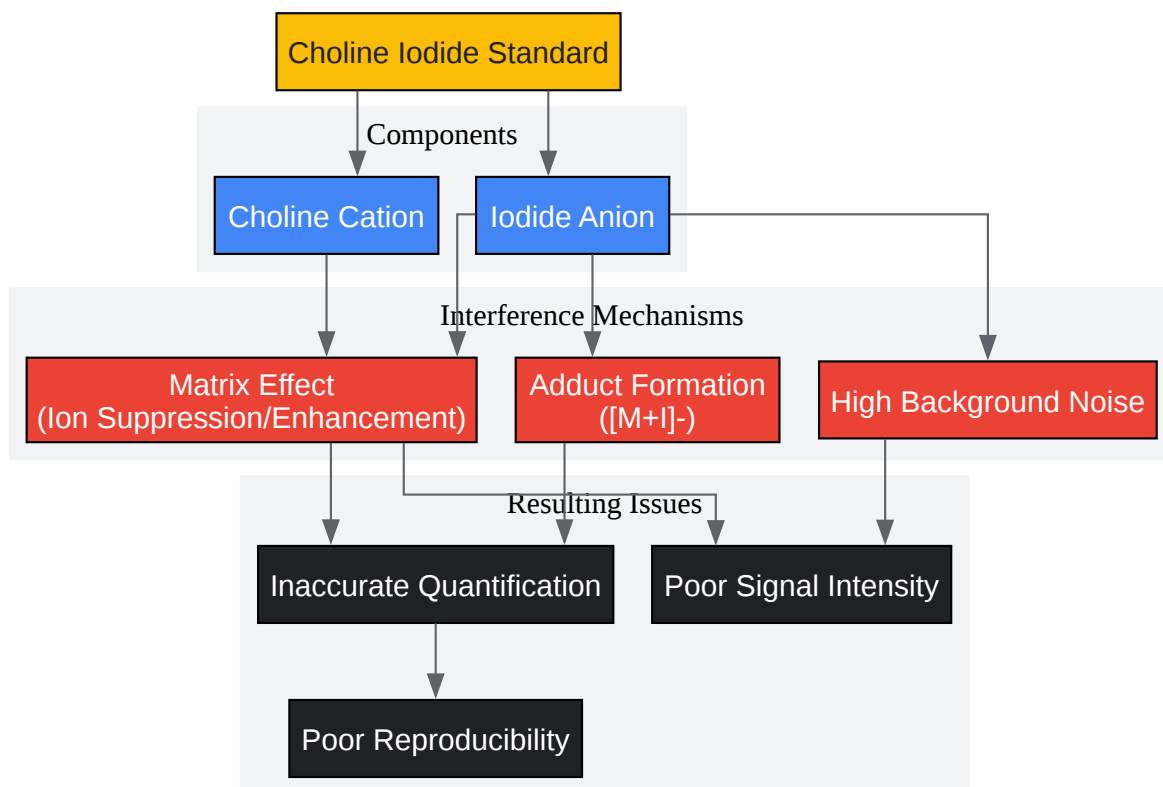 Choline Iodide Standard
Components
Choline Cation
Iodide Anion
Interference Mechanisms
Matrix Effect
(Ion Suppression/Enhancement)
Adduct Formation
([M+I]-)
High Background Noise
Resulting Issues
Inaccurate Quantification
Poor Signal Intensity
Poor Reproducibility